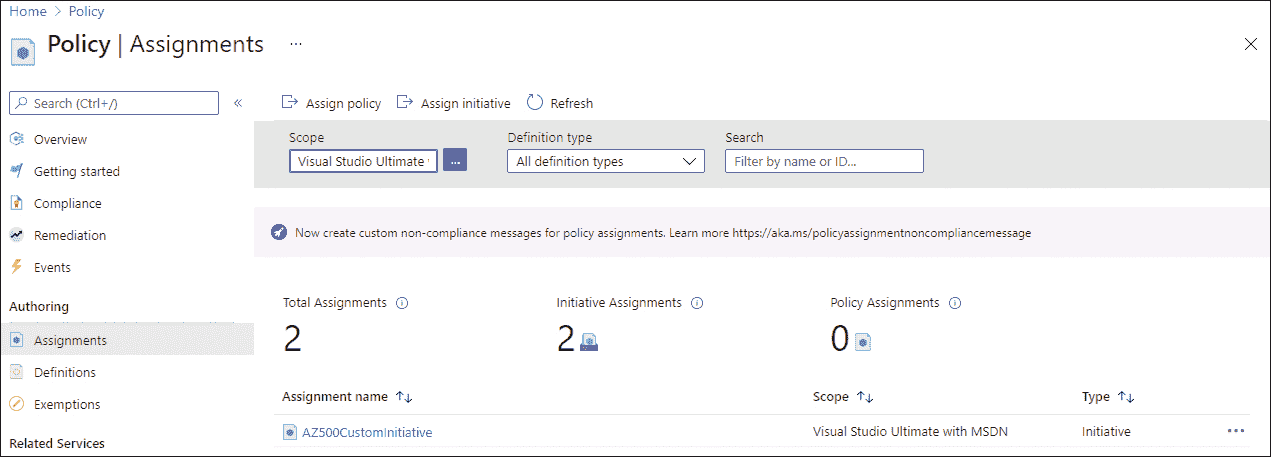 Home > Policy
Policy | Assignments ...
Search (Ctrl+/) «
Overview
Getting started
Compliance
Remediation
Events
Authoring
Assignments
Definitions
Exemptions
Related Services
Assign policy Assign initiative Refresh
Scope Definition type Search
Visual Studio Ultimate ... All definition types Filter by name or ID...
Now create custom non-compliance messages for policy assignments. Learn more https://aka.ms/policyassignmentnoncompliancemessage
Total Assignments Initiative Assignments Policy Assignments
2 2 0
Assignment name Scope Type
AZ500CustomInitiative Visual Studio Ultimate with MSDN Initiative ...